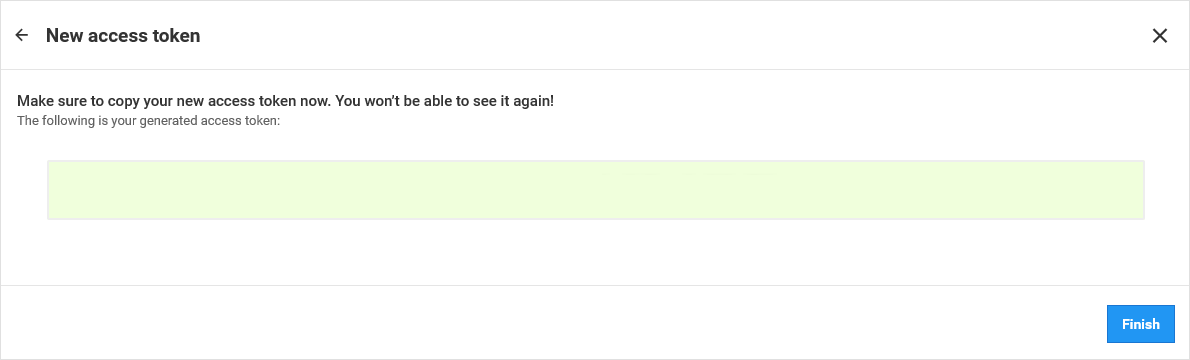 New access token
Make sure to copy your new access token now. You won't be able to see it again!
The following is your generated access token:
Finish